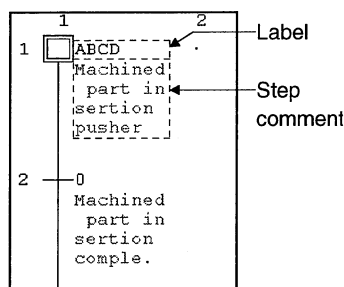 1 2
1 ABCD
Machined
part in
sertion
pusher
Label
Step
comment
2 0
Machined
part in
sertion
comple.